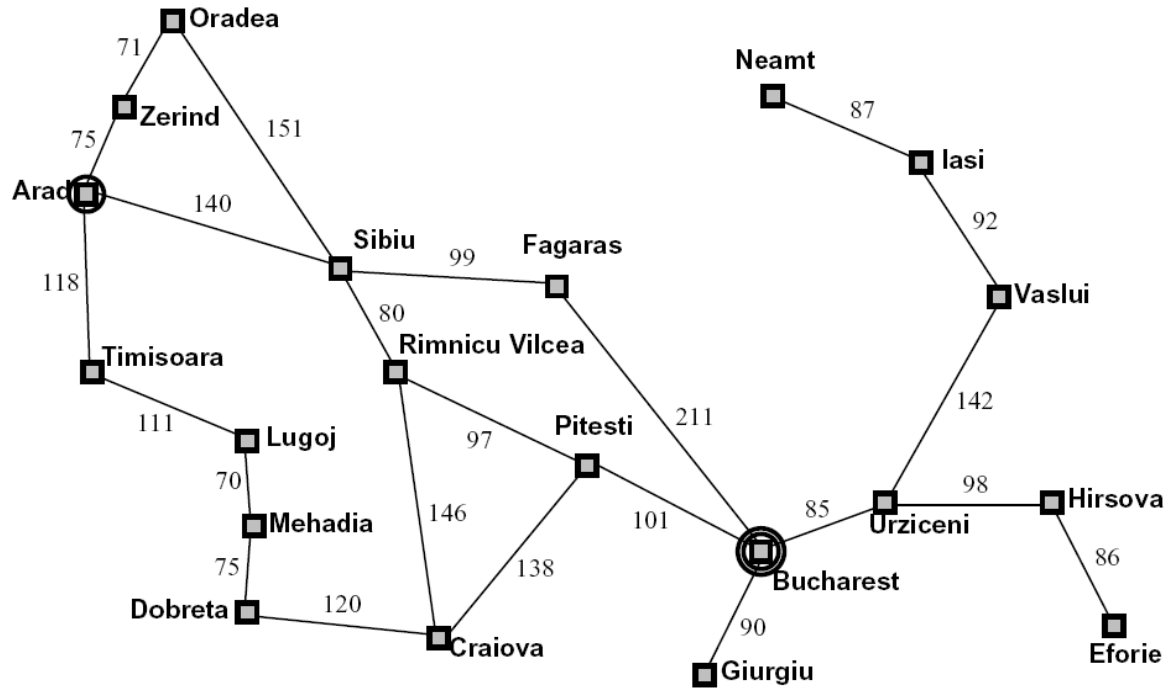 Oradea
71
Neamt
87
Zerind
151
75
Iasi
Arad
140
92
Sibiu
Fagaras
99
118
Vaslui
80
Timisoara
Rimnicu Vilcea
142
111
Pitesti
211
Lugoj
97
70
98
Hirsova
146
101
85
Urziceni
Mehadia
86
75
138
Bucharest
Dobreta
120
90
Craiova
Giurgiu
Eforie